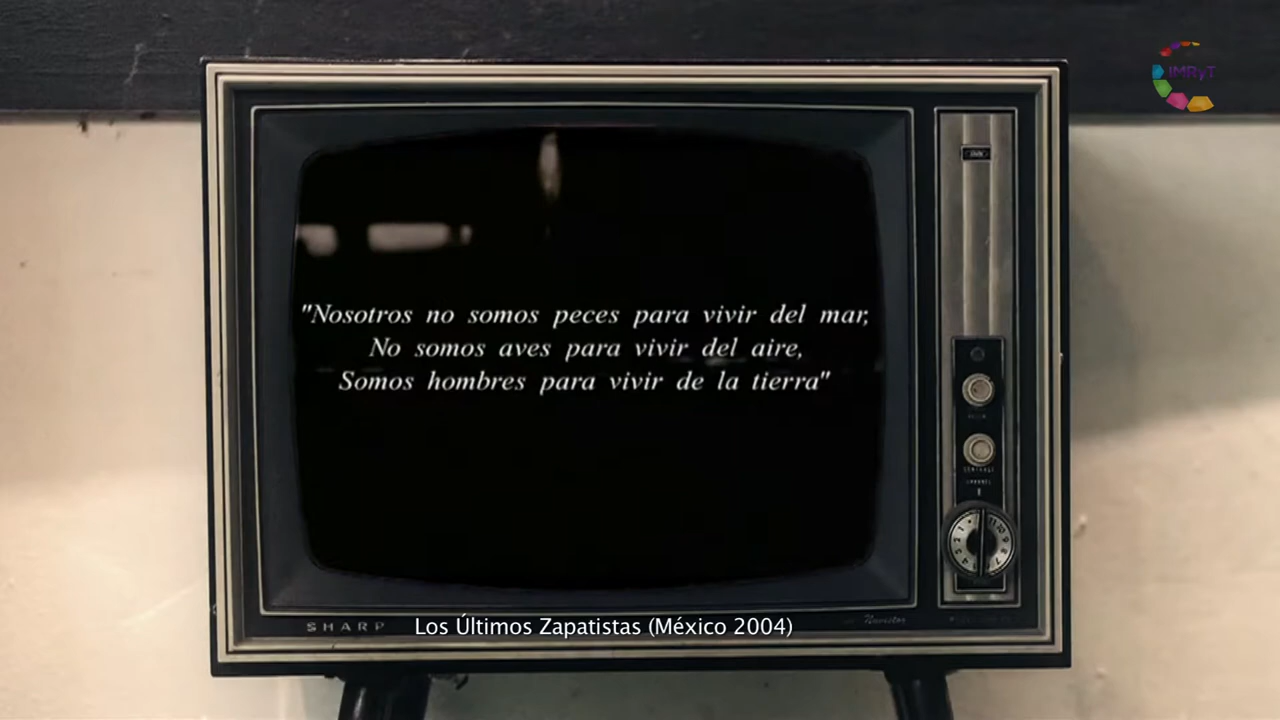 IMRyT
"Nosotros no somos peces para vivir del mar,
No somos aves para vivir del aire,
Somos hombres para vivir de la tierra"
SHARP
Los Últimos Zapatistas (México 2004)